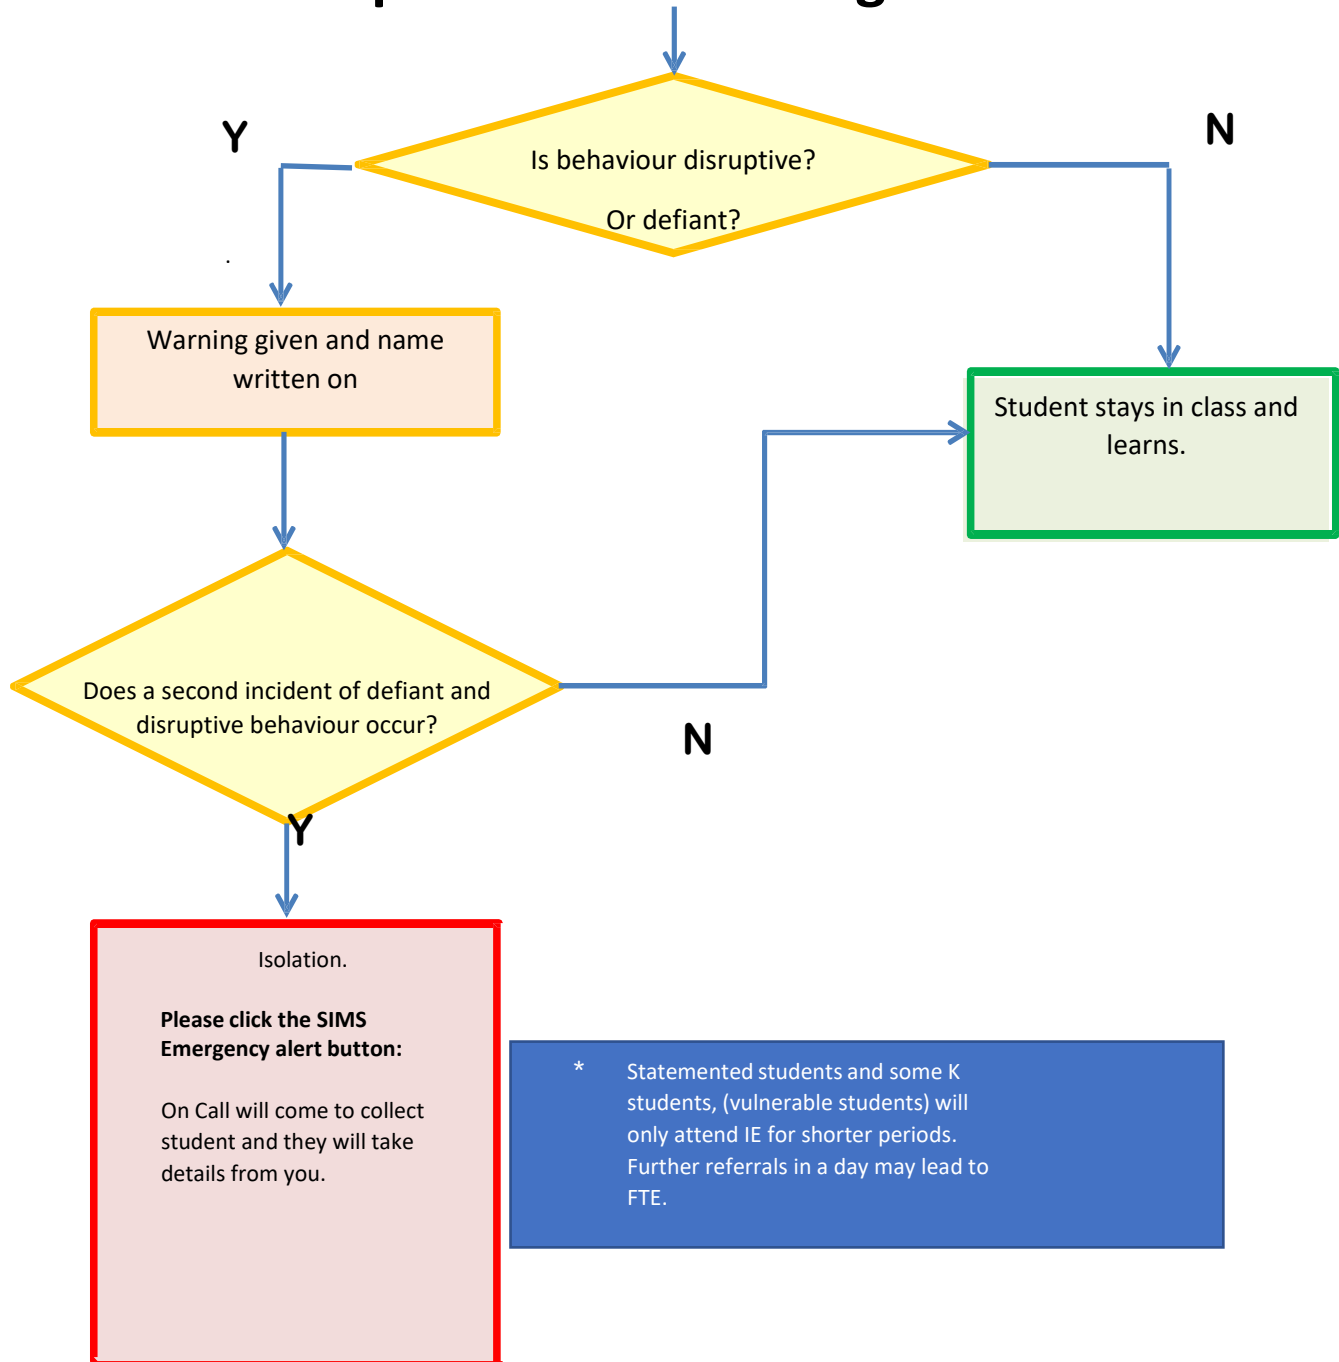 Y
N
Is behaviour disruptive?
Or defiant?
.
Warning given and name
written on
Student stays in class and
learns.
Does a second incident of defiant and
disruptive behaviour occur?
N
Y
Isolation.
Please click the SIMS
Emergency alert button:
On Call will come to collect
student and they will take
details from you.
* Statemented students and some K
students, (vulnerable students) will
only attend IE for shorter periods.
Further referrals in a day may lead to
FTE.